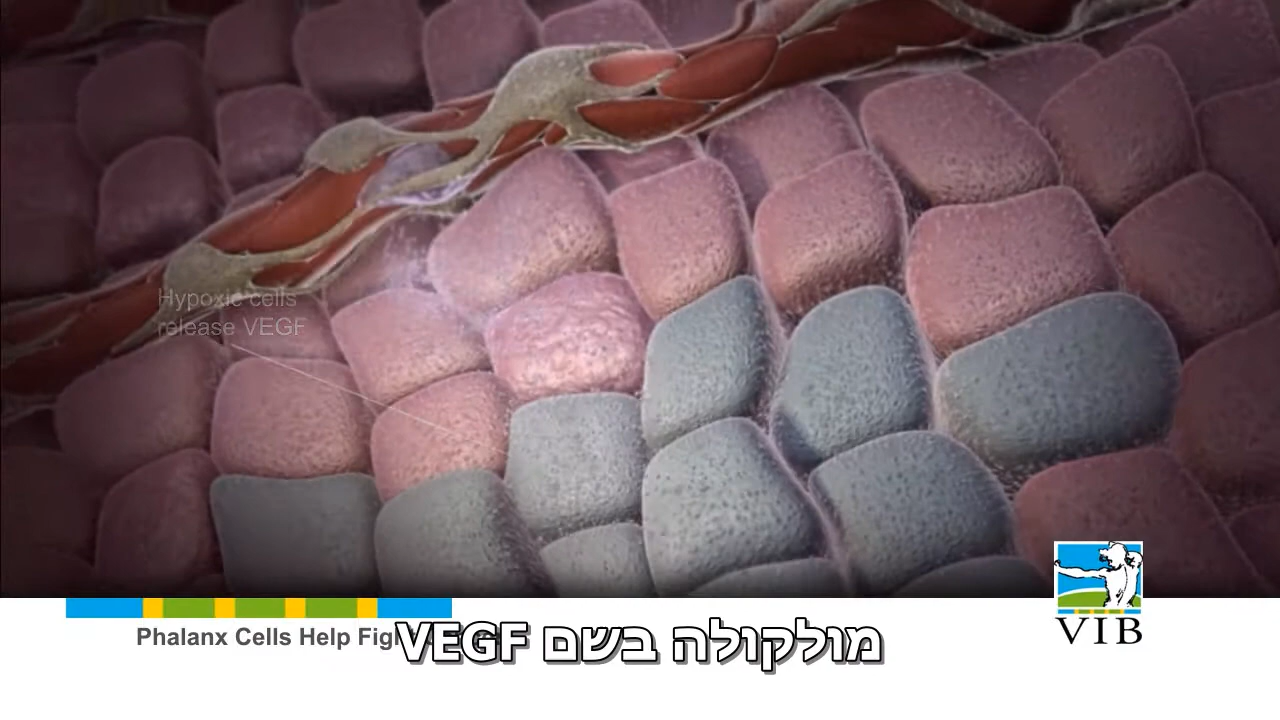 Hypoxic cells
release VEGF
Phalanx Cells Help Fig
מולקולה בשם VEGF
VIB